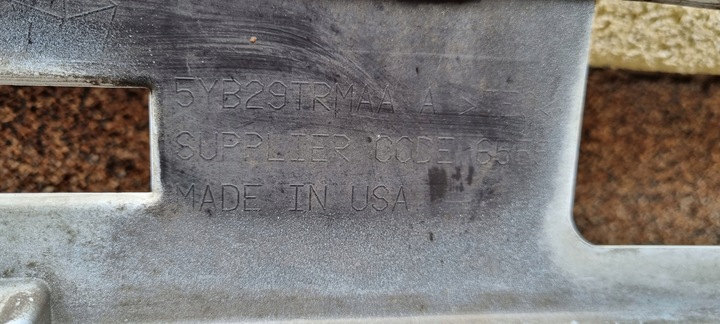 5YB29TRMAA A
SUPPLIER CODE
MADE IN USA